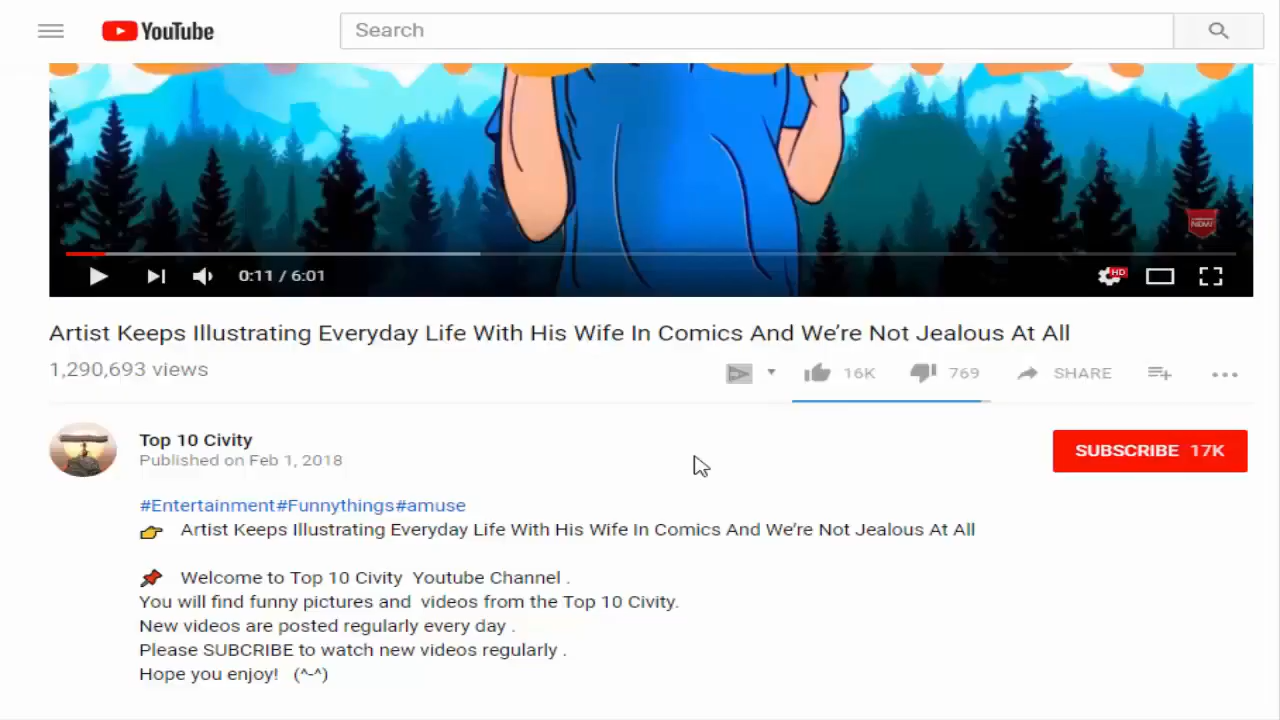 YouTube
Search
NOW
0:11 / 6:01
HD
Artist Keeps Illustrating Everyday Life With His Wife In Comics And We’re Not Jealous At All
1,290,693 views
16K
769
SHARE
Top 10 Civity
Published on Feb 1, 2018
SUBSCRIBE 17K
#Entertainment#Funnythings#amuse
👉 Artist Keeps Illustrating Everyday Life With His Wife In Comics And We’re Not Jealous At All
📌 Welcome to Top 10 Civity Youtube Channel .
You will find funny pictures and videos from the Top 10 Civity.
New videos are posted regularly every day .
Please SUBCRIBE to watch new videos regularly .
Hope you enjoy! (^-^)